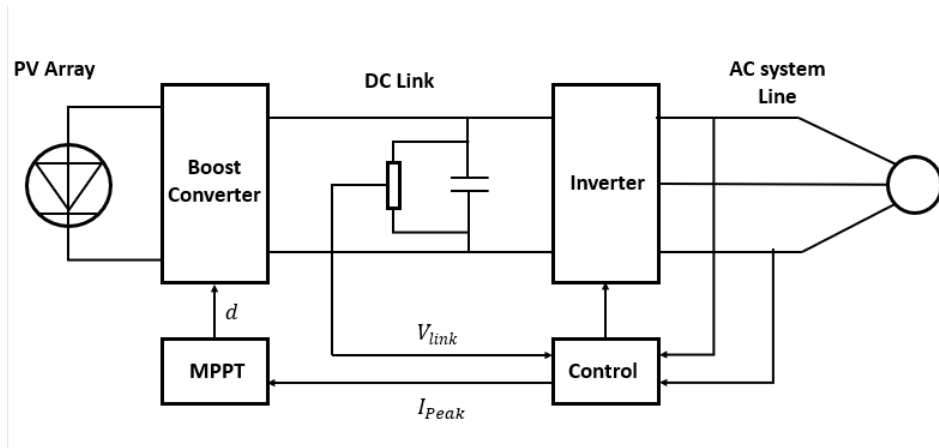 PV Array
DC Link
AC system
Line
Boost
Converter
Inverter
d
V_link
MPPT
Control
I_Peak